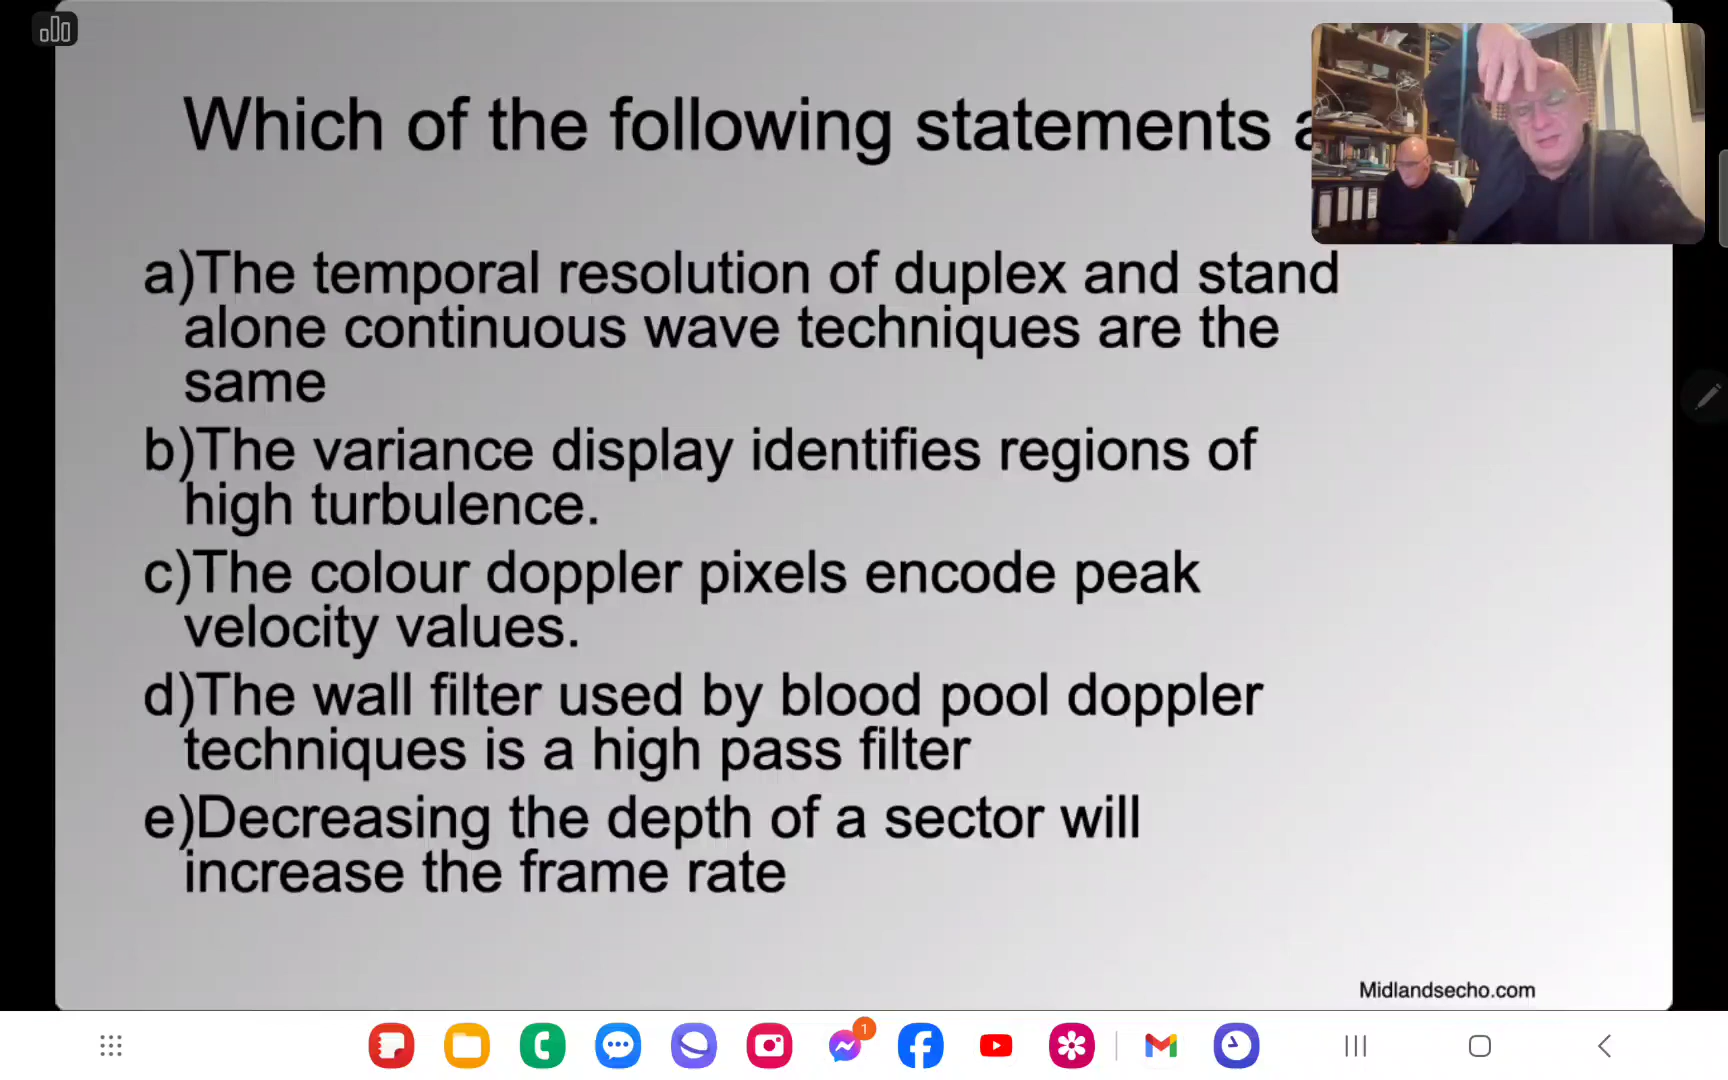 Which of the following statements
a)The temporal resolution of duplex and stand
alone continuous wave techniques are the
same
b)The variance display identifies regions of
high turbulence.
c)The colour doppler pixels encode peak
velocity values.
d)The wall filter used by blood pool doppler
techniques is a high pass filter
e)Decreasing the depth of a sector will
increase the frame rate
Midlandsecho.com
1